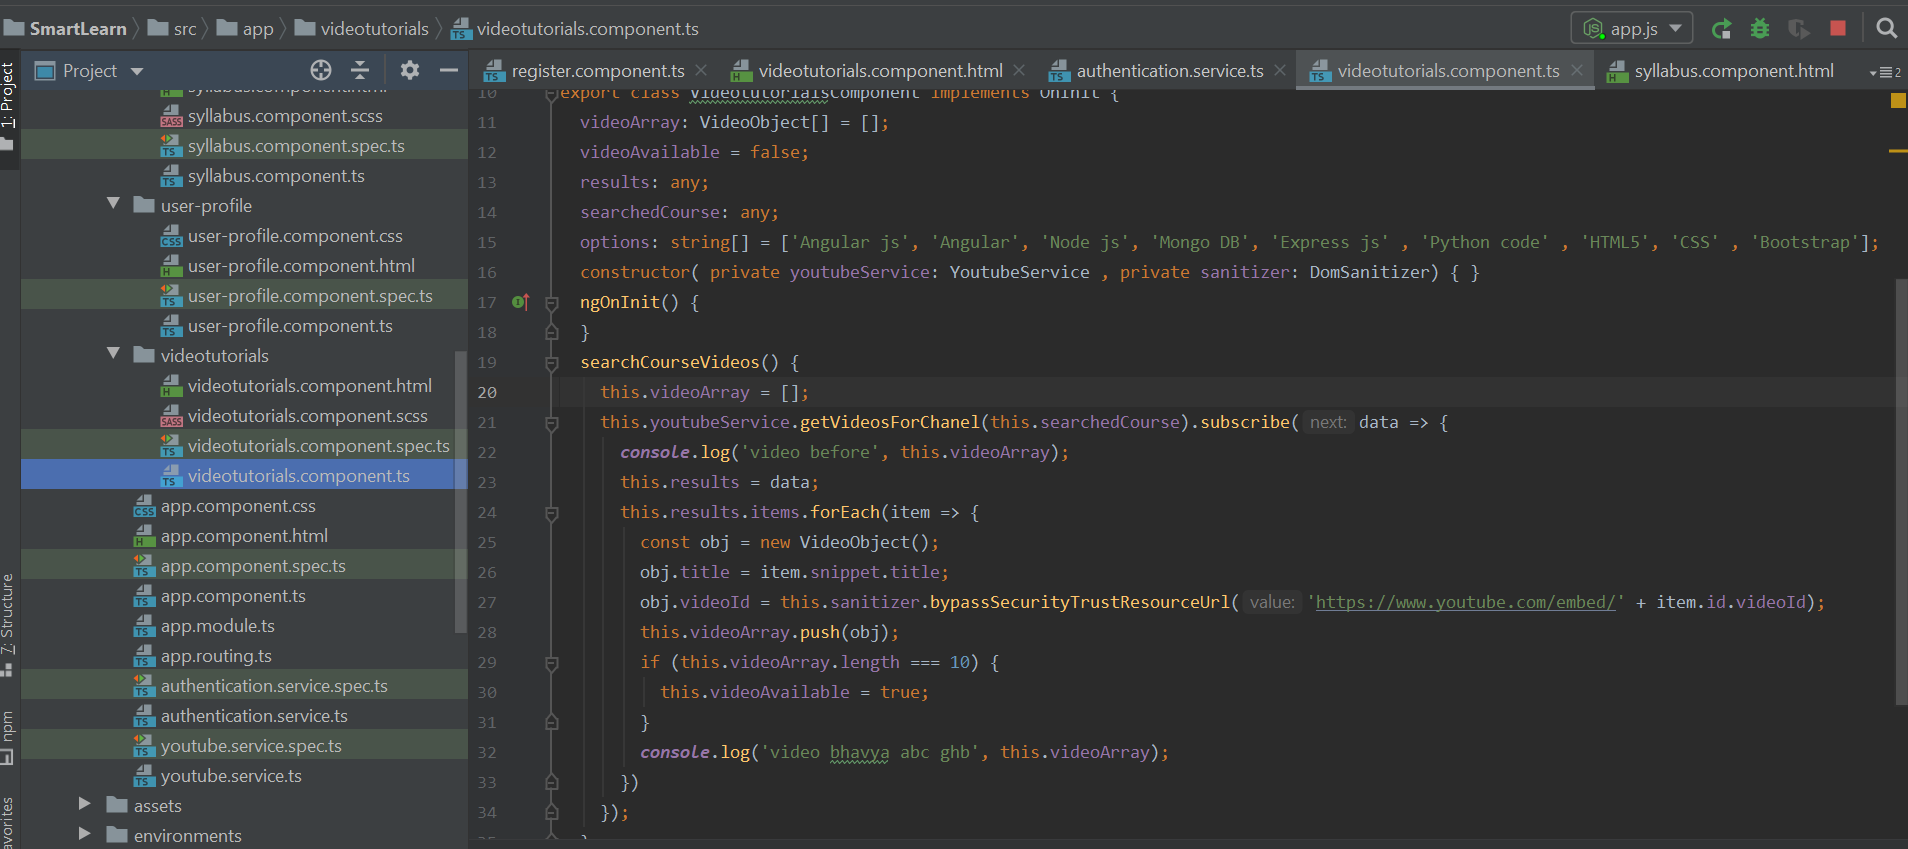 SmartLearn src app videotutorials videotutorials.component.ts
app.js
1: Project
Project
register.component.ts videotutorials.component.html authentication.service.ts videotutorials.component.ts syllabus.component.html 2
syllabus.component.html
syllabus.component.scss
syllabus.component.spec.ts
syllabus.component.ts
user-profile
user-profile.component.css
user-profile.component.html
user-profile.component.spec.ts
user-profile.component.ts
videotutorials
videotutorials.component.html
videotutorials.component.scss
videotutorials.component.spec.ts
videotutorials.component.ts
app.component.css
app.component.html
app.component.spec.ts
app.component.ts
app.module.ts
app.routing.ts
authentication.service.spec.ts
authentication.service.ts
youtube.service.spec.ts
youtube.service.ts
assets
environments
7: Structure
npm
avorites
10 export class VideotutorialsComponent implements OnInit {
11 videoArray: VideoObject[] = [];
12 videoAvailable = false;
13 results: any;
14 searchedCourse: any;
15 options: string[] = ['Angular js', 'Angular', 'Node js', 'Mongo DB', 'Express js' , 'Python code' , 'HTML5', 'CSS' , 'Bootstrap'];
16 constructor( private youtubeService: YoutubeService , private sanitizer: DomSanitizer) { }
17 ngOnInit() {
18 }
19 searchCourseVideos() {
20 this.videoArray = [];
21 this.youtubeService.getVideosForChanel(this.searchedCourse).subscribe( next: data => {
22 console.log('video before', this.videoArray);
23 this.results = data;
24 this.results.items.forEach(item => {
25 const obj = new VideoObject();
26 obj.title = item.snippet.title;
27 obj.videoId = this.sanitizer.bypassSecurityTrustResourceUrl( value: 'https://www.youtube.com/embed/' + item.id.videoId);
28 this.videoArray.push(obj);
29 if (this.videoArray.length === 10) {
30 this.videoAvailable = true;
31 }
32 console.log('video bhavya abc ghb', this.videoArray);
33 })
34 });